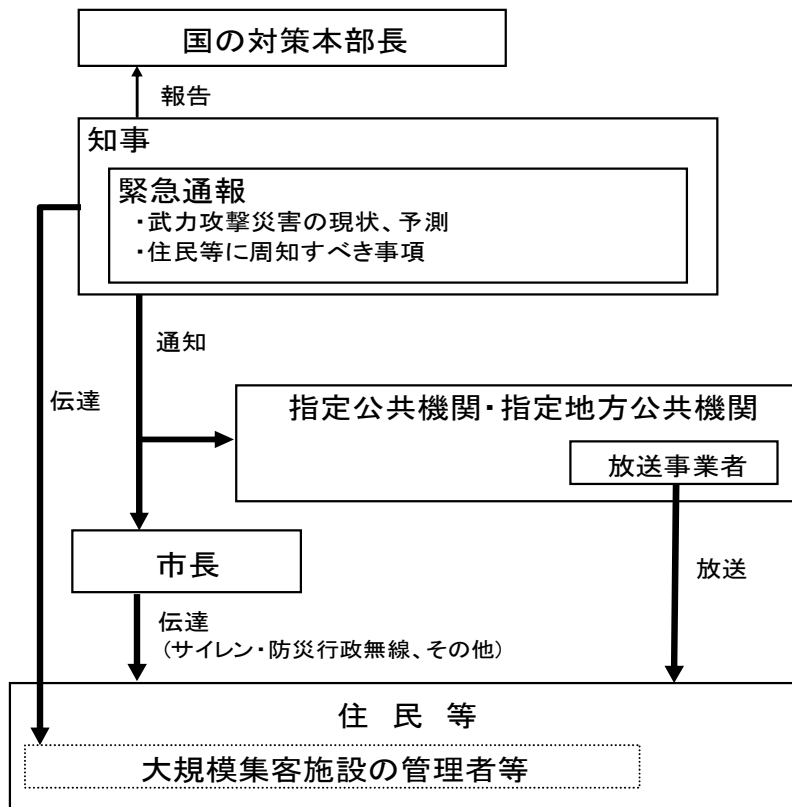 国の対策本部長
報告
知事
緊急通報
・武力攻撃災害の現状、予測
・住民等に周知すべき事項
通知
伝達
指定公共機関・指定地方公共機関
放送事業者
市長
放送
伝達
(サイレン・防災行政無線、その他)
住 民 等
大規模集客施設の管理者等